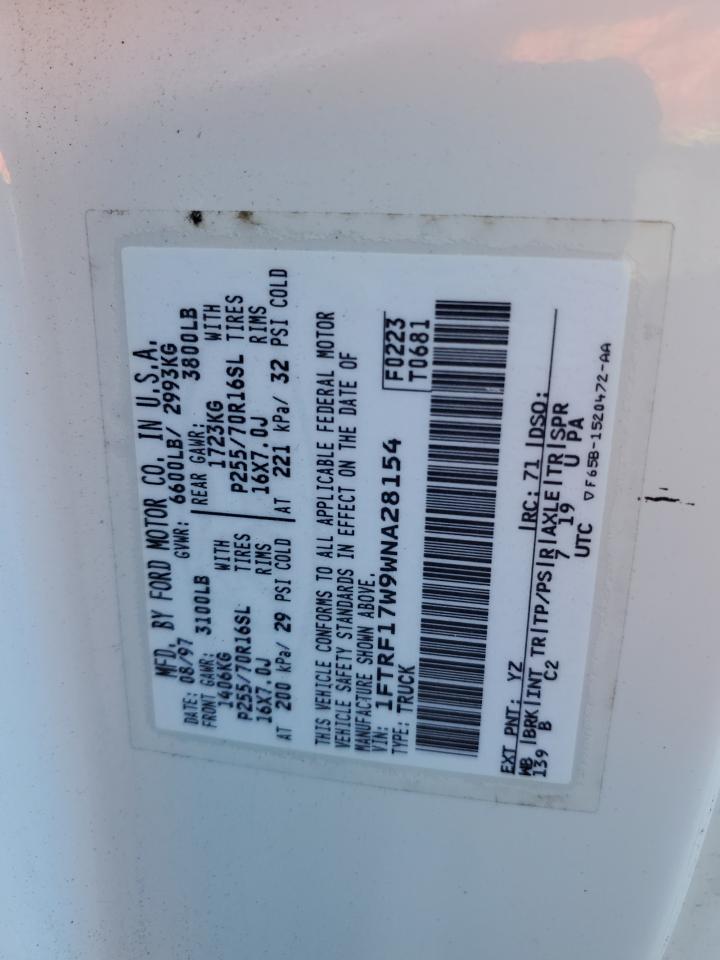 MFD. BY FORD MOTOR CO. IN U.S.A.
DATE: 08/97 GVWR: 6600LB/ 2993KG
FRONT GAWR: 3100LB REAR GAWR: 3800LB
1406KG WITH 1723KG WITH
P255/70R16SL TIRES P255/70R16SL TIRES
16X7.0J RIMS 16X7.0J RIMS
AT 200 kPa/ 29 PSI COLD AT 221 kPa/ 32 PSI COLD
THIS VEHICLE CONFORMS TO ALL APPLICABLE FEDERAL MOTOR
VEHICLE SAFETY STANDARDS IN EFFECT ON THE DATE OF
MANUFACTURE SHOWN ABOVE.
VIN: 1FTRF17W9WNA28154 F0223
TYPE: TRUCK T0681
EXT PNT: YZ RC: 71 DSO:
WB |BRK|INT TR|TP/PS|R|AXLE|TR|SPR
139 B C2 7 19 U PA
UTC ▽F65B-1520472-AA